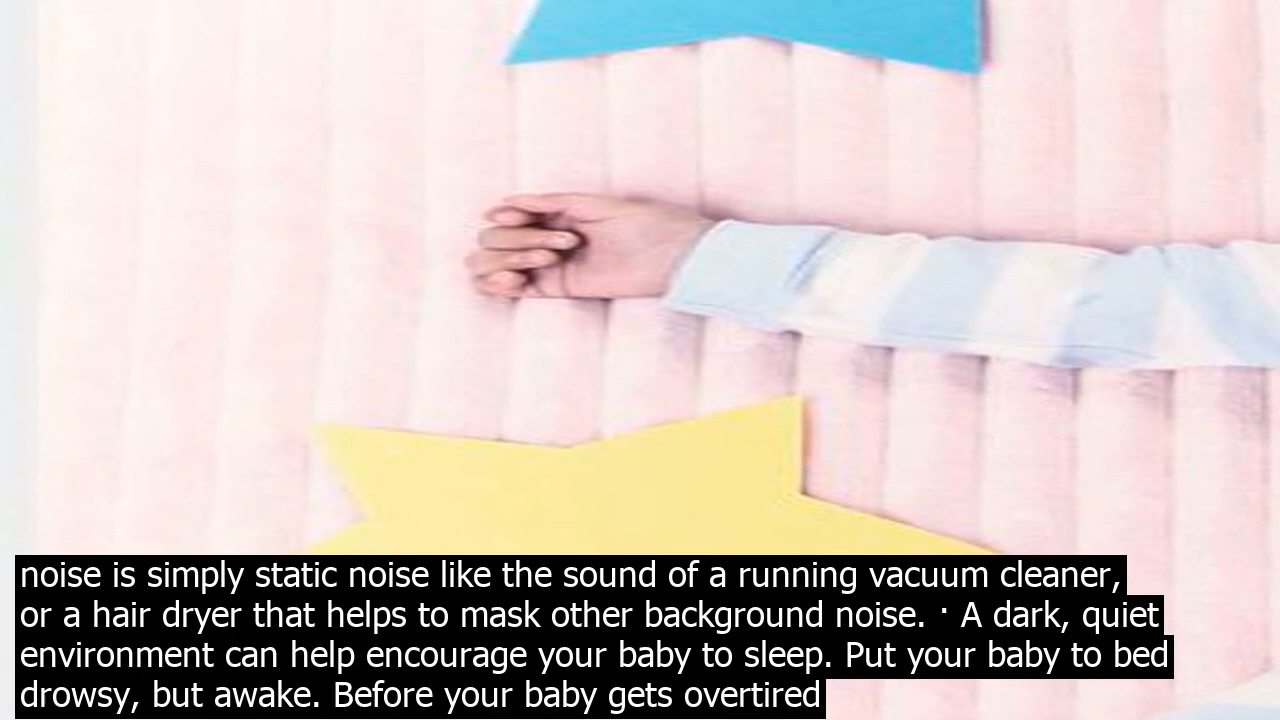 noise is simply static noise like the sound of a running vacuum cleaner,
or a hair dryer that helps to mask other background noise. · A dark, quiet
environment can help encourage your baby to sleep. Put your baby to bed
drowsy, but awake. Before your baby gets overtired